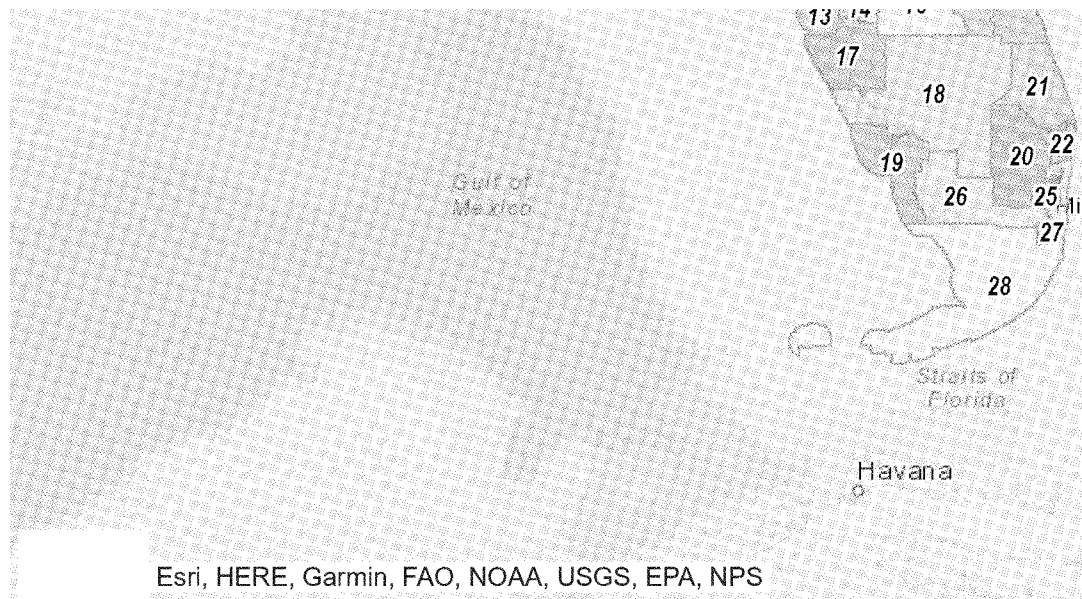 13
14
17
18
21
22
20
19
Gulf of
Mexico
26
25
Mi
27
28
Straits of
Florida
Havana
Esri, HERE, Garmin, FAO, NOAA, USGS, EPA, NPS